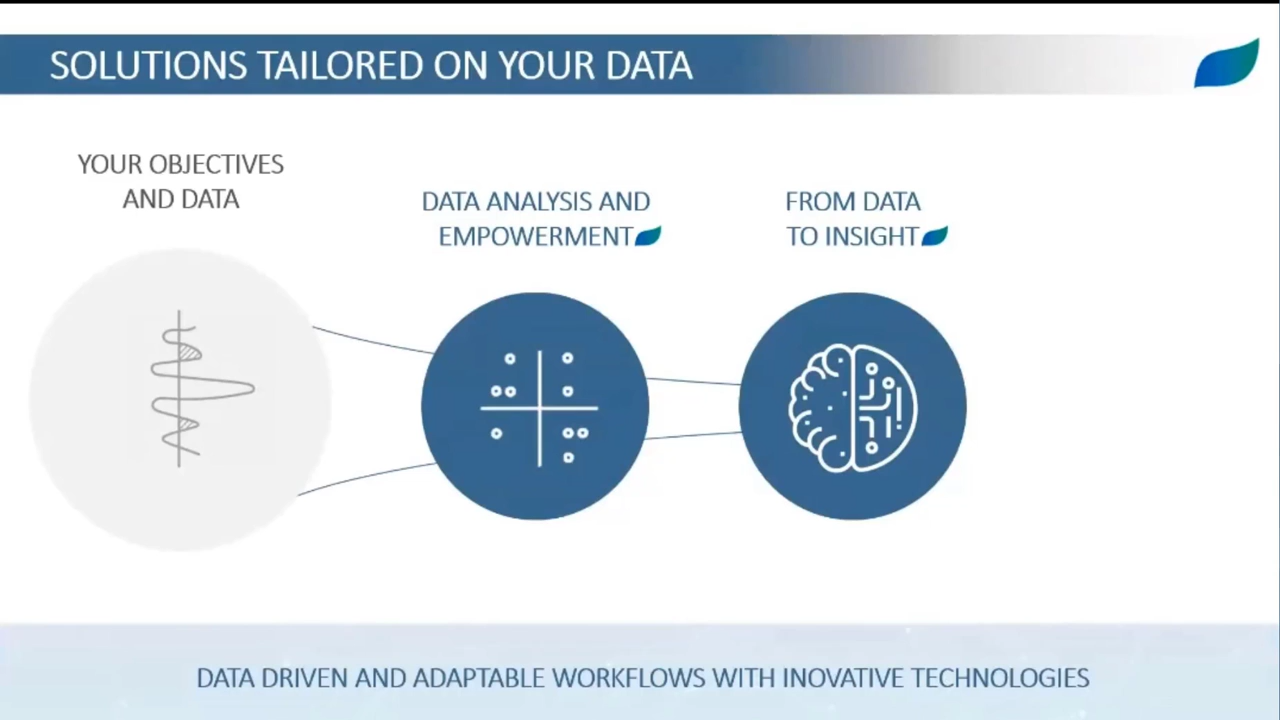 SOLUTIONS TAILORED ON YOUR DATA
YOUR OBJECTIVES
AND DATA
DATA ANALYSIS AND
EMPOWERMENT
FROM DATA
TO INSIGHT
DATA DRIVEN AND ADAPTABLE WORKFLOWS WITH INOVATIVE TECHNOLOGIES